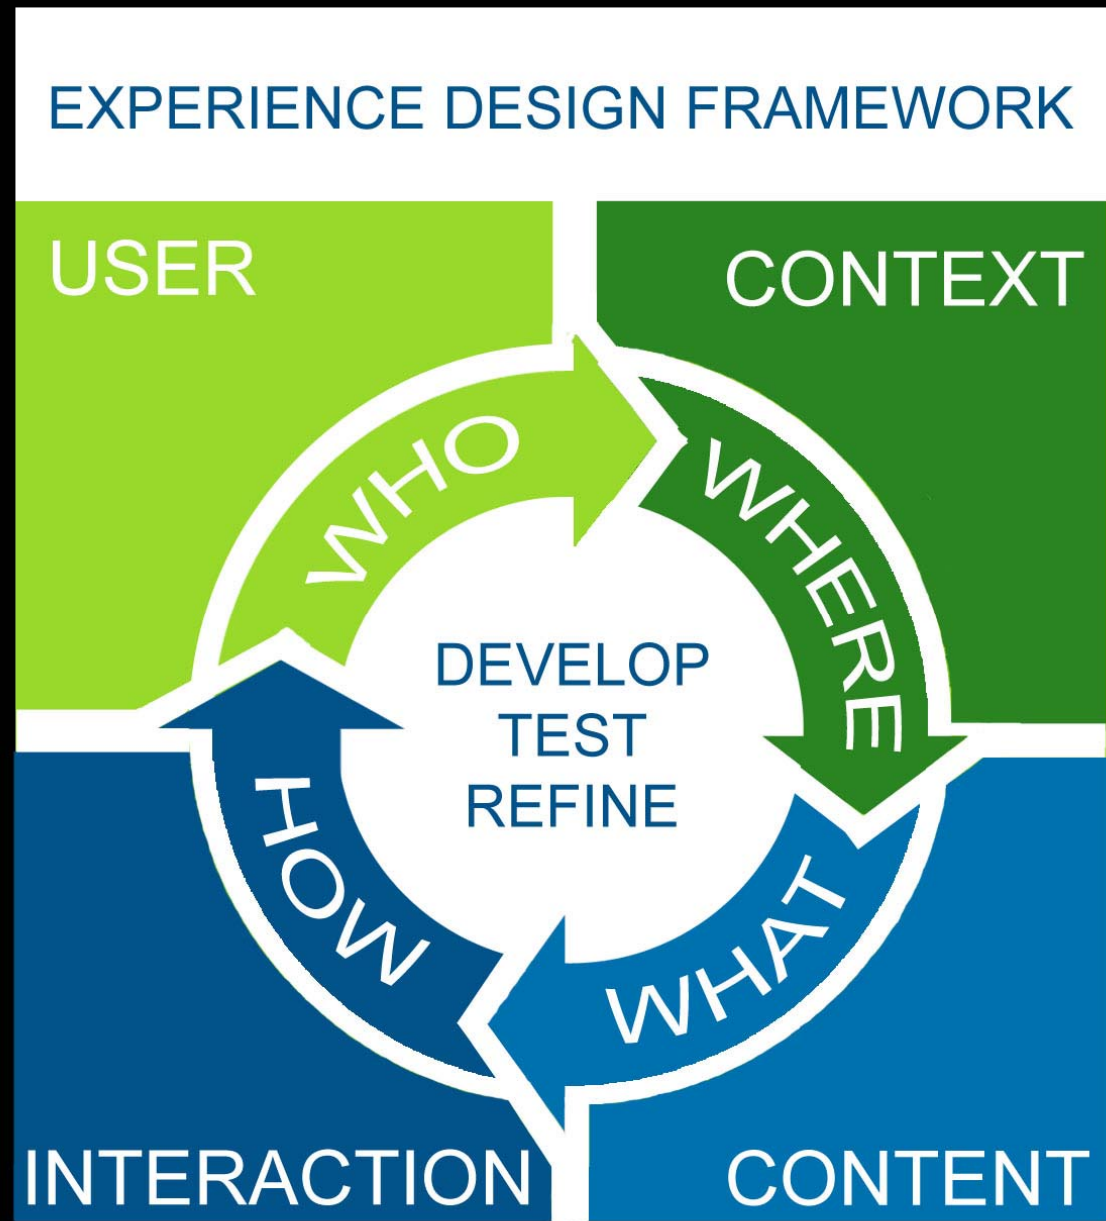 EXPERIENCE DESIGN FRAMEWORK
USER
CONTEXT
WHO
WHERE
DEVELOP
TEST
REFINE
HOW
WHAT
INTERACTION
CONTENT